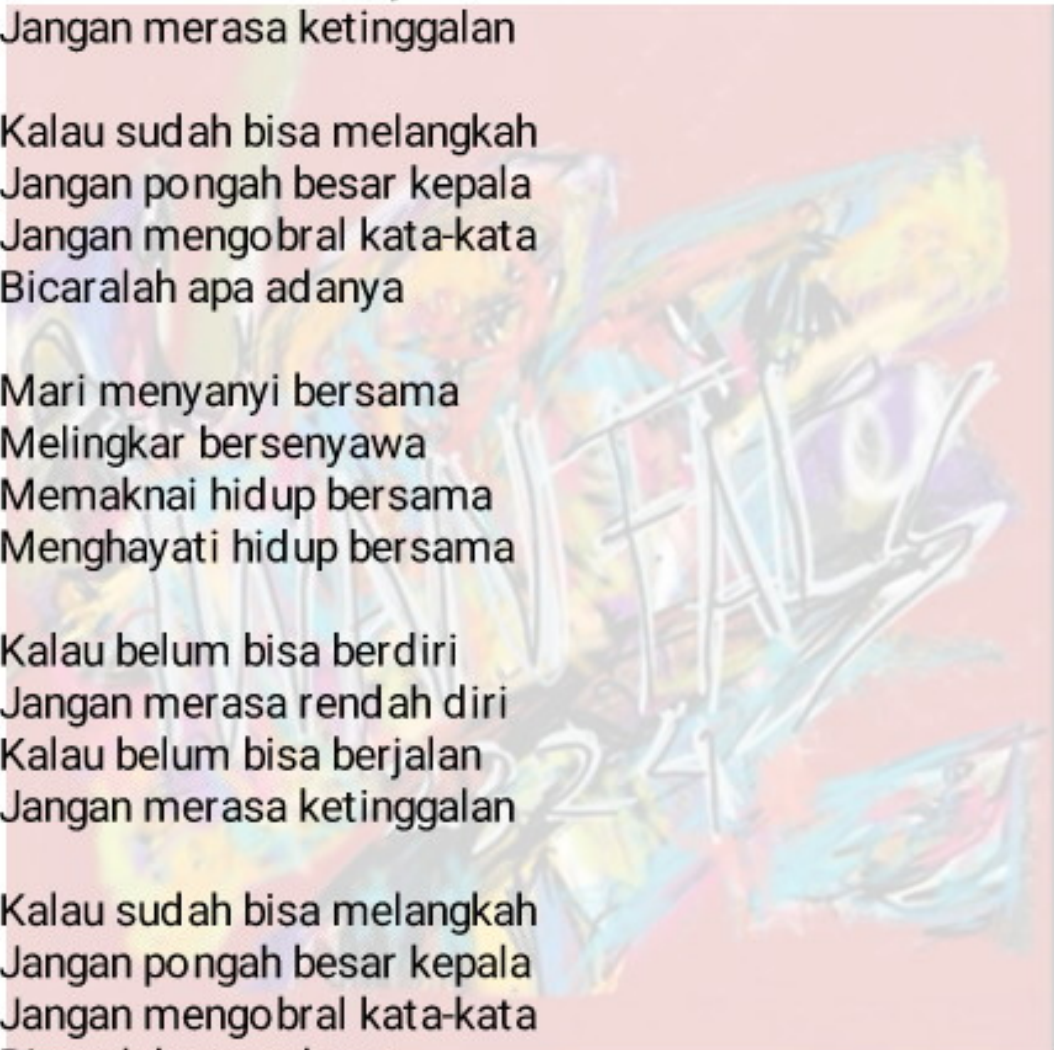 Jangan merasa ketinggalan
Kalau sudah bisa melangkah
Jangan pongah besar kepala
Jangan mengobral kata-kata
Bicaralah apa adanya
Mari menyanyi bersama
Melingkar bersenyawa
Memaknai hidup bersama
Menghayati hidup bersama
Kalau belum bisa berdiri
Jangan merasa rendah diri
Kalau belum bisa berjalan
Jangan merasa ketinggalan
Kalau sudah bisa melangkah
Jangan pongah besar kepala
Jangan mengobral kata-kata